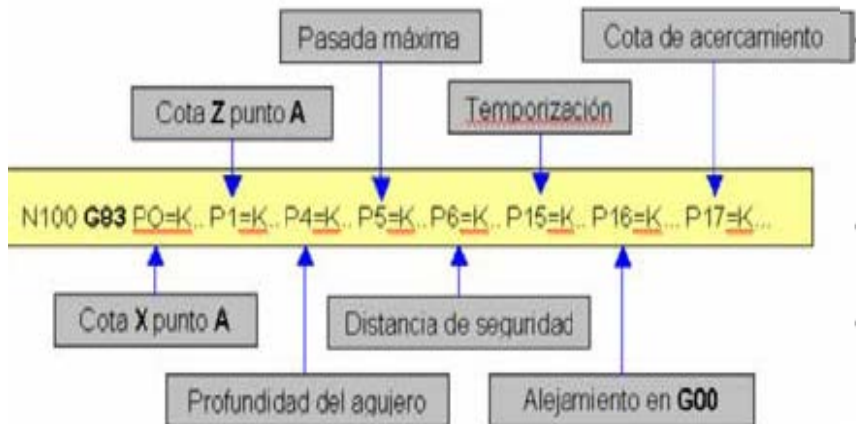 Pasada máxima
Cota de acercamiento
Cota Z punto A
Temporización
N100 G83 PO=K.. P1=K.. P4=K.. P5=K.. P6=K.. P15=K.. P16=K... P17=K...
Cota X punto A
Distancia de seguridad
Profundidad del agujero
Alejamiento en G00